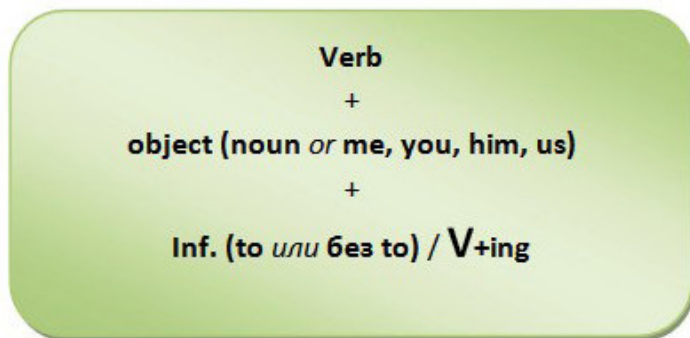 Verb
+
object (noun or me, you, him, us)
+
Inf. (to или без to) / V+ing